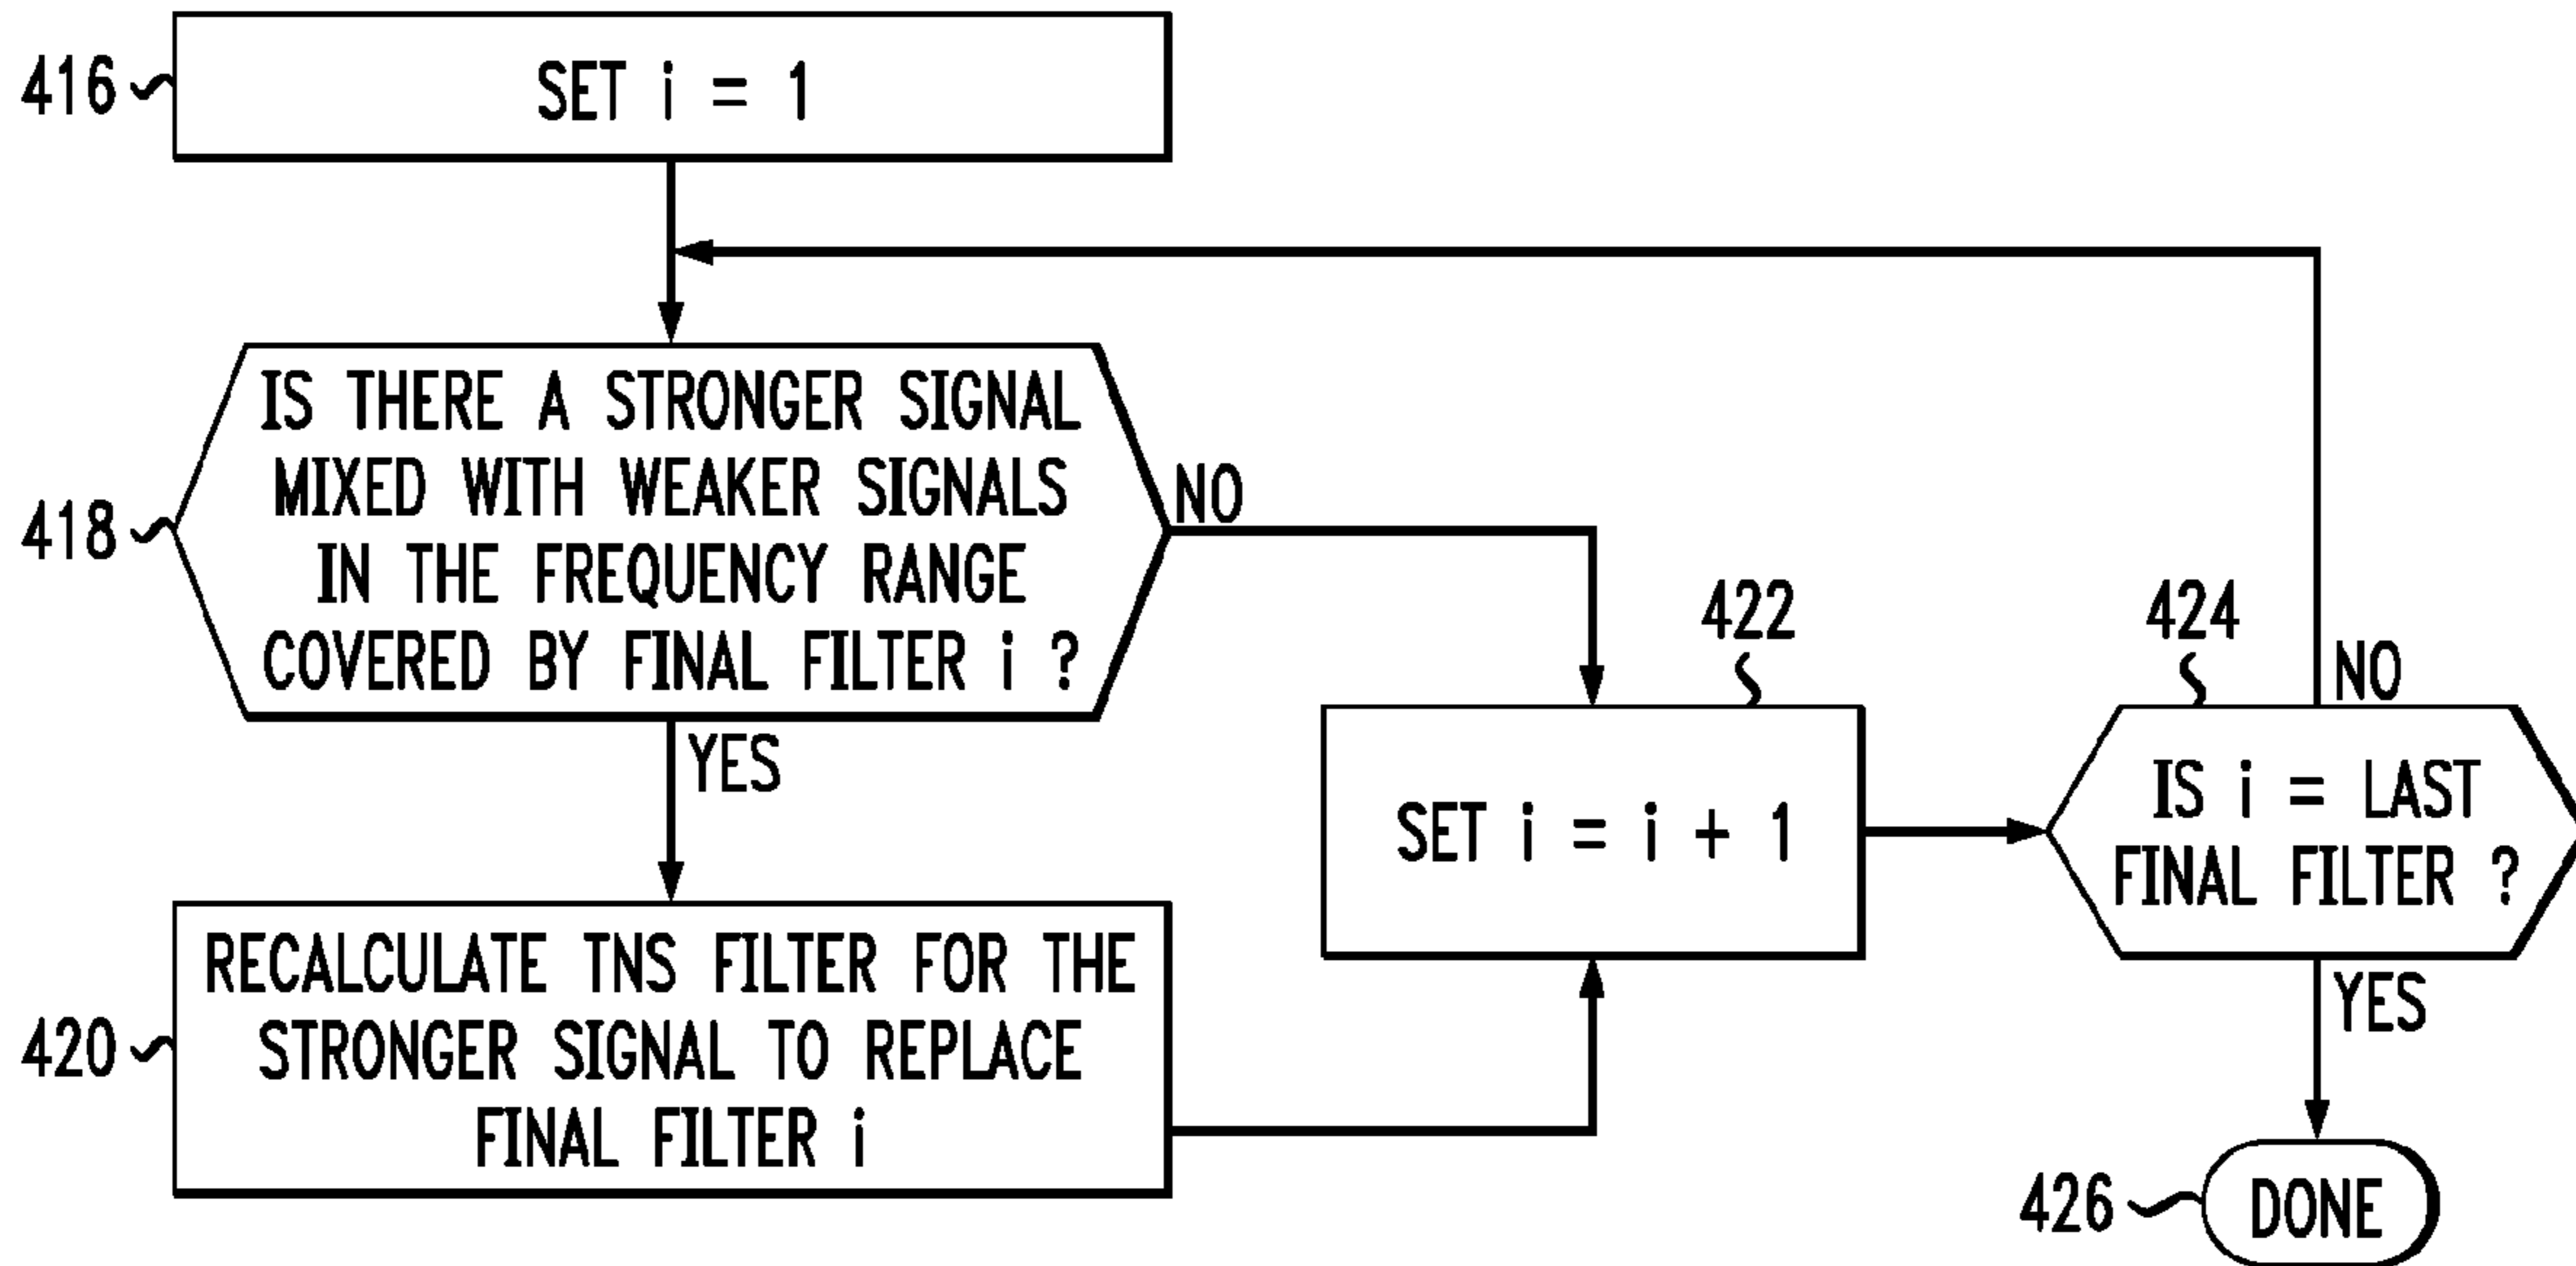 416
SET i = 1
418
IS THERE A STRONGER SIGNAL
MIXED WITH WEAKER SIGNALS
IN THE FREQUENCY RANGE
COVERED BY FINAL FILTER i ?
NO
YES
420
RECALCULATE TNS FILTER FOR THE
STRONGER SIGNAL TO REPLACE
FINAL FILTER i
422
SET i = i + 1
424
NO
IS i = LAST
FINAL FILTER ?
YES
426
DONE